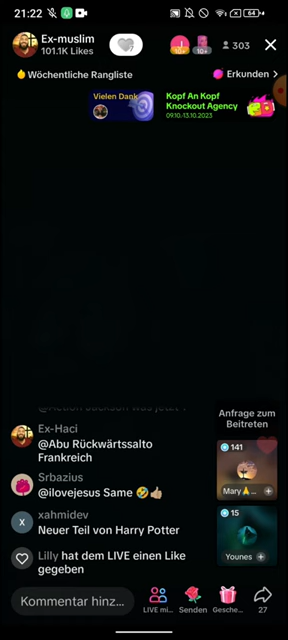 21:22
64
Ex-muslim
101.1K Likes
10+
10+
303
Wöchentliche Rangliste
Erkunden >
Vielen Dank
Kopf An Kopf
Knockout Agency
09.10.-13.10.2023
Ex-Haci
@Abu Rückwärtssalto
Frankreich
Srbazius
@ilovejesus Same 🤣👍🏼
X
xahmidev
Neuer Teil von Harry Potter
Lilly hat dem LIVE einen Like
gegeben
Anfrage zum
Beitreten
141
Mary🙏...
15
Younes
Kommentar hinz...
LIVE mi...
Senden
Gesche...
27